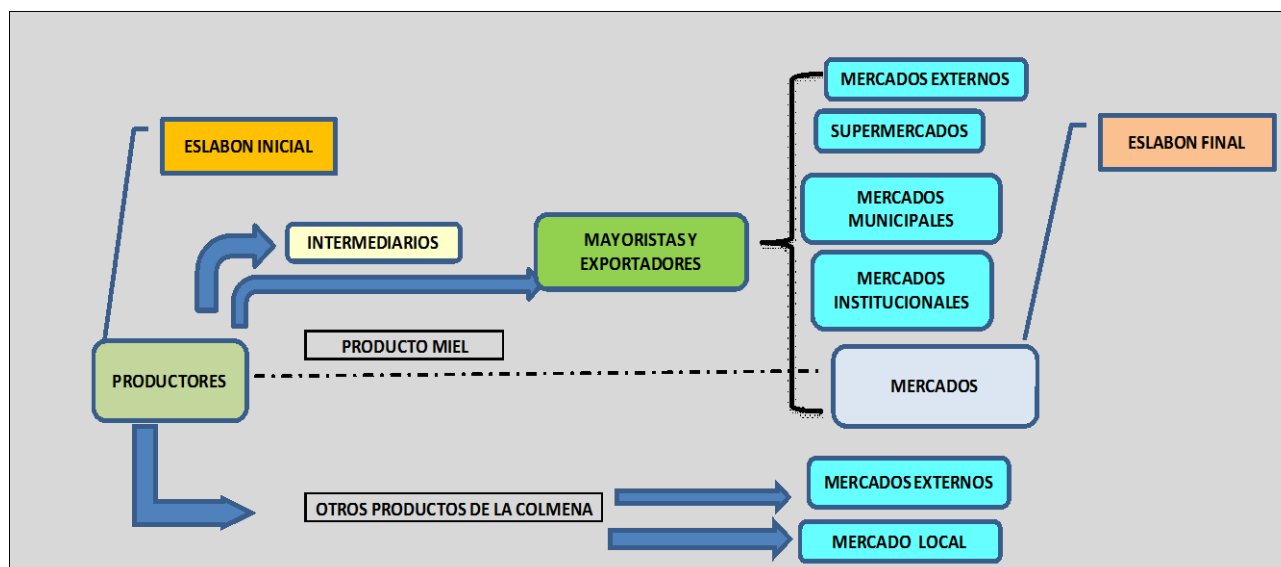 MERCADOS EXTERNOS
SUPERMERCADOS
ESLABON INICIAL
ESLABON FINAL
MERCADOS
MUNICIPALES
INTERMEDIARIOS
MAYORISTAS Y
EXPORTADORES
MERCADOS
INSTITUCIONALES
PRODUCTO MIEL
PRODUCTORES
MERCADOS
MERCADOS EXTERNOS
OTROS PRODUCTOS DE LA COLMENA
MERCADO LOCAL